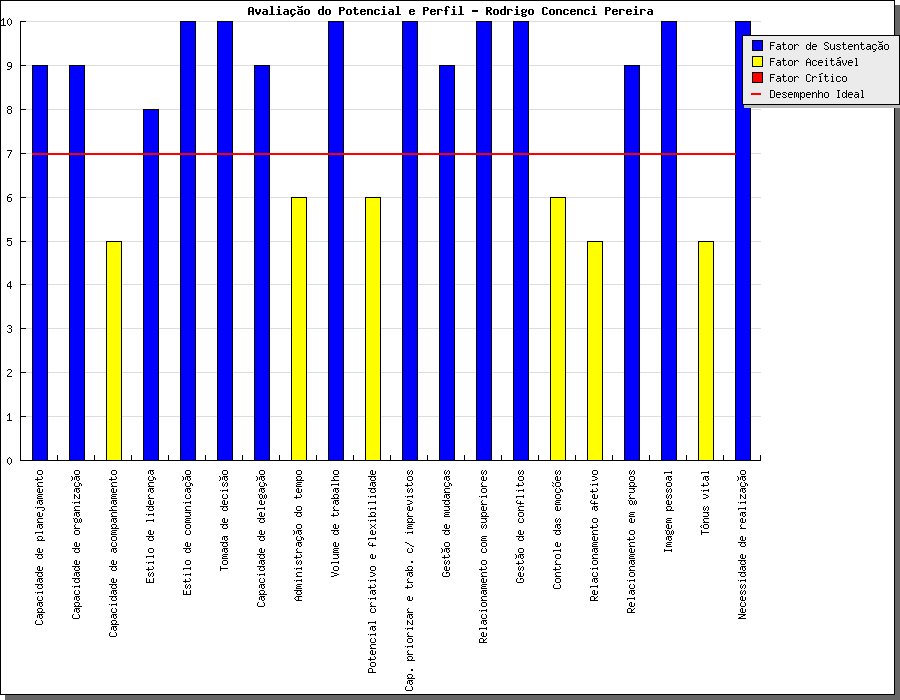 Avaliação do Potencial e Perfil - Rodrigo Concenci Pereira
10
9
8
7
6
5
4
3
2
1
0
Fator de Sustentação
Fator Aceitável
Fator Crítico
Desempenho Ideal
Capacidade de planejamento
Capacidade de organização
Capacidade de acompanhamento
Estilo de liderança
Estilo de comunicação
Tomada de decisão
Capacidade de delegação
Administração do tempo
Volume de trabalho
Potencial criativo e flexibilidade
Cap. priorizar e trab. c/ imprevistos
Gestão de mudanças
Relacionamento com superiores
Gestão de conflitos
Controle das emoções
Relacionamento afetivo
Relacionamento em grupos
Imagem pessoal
Tônus vital
Necessidade de realização